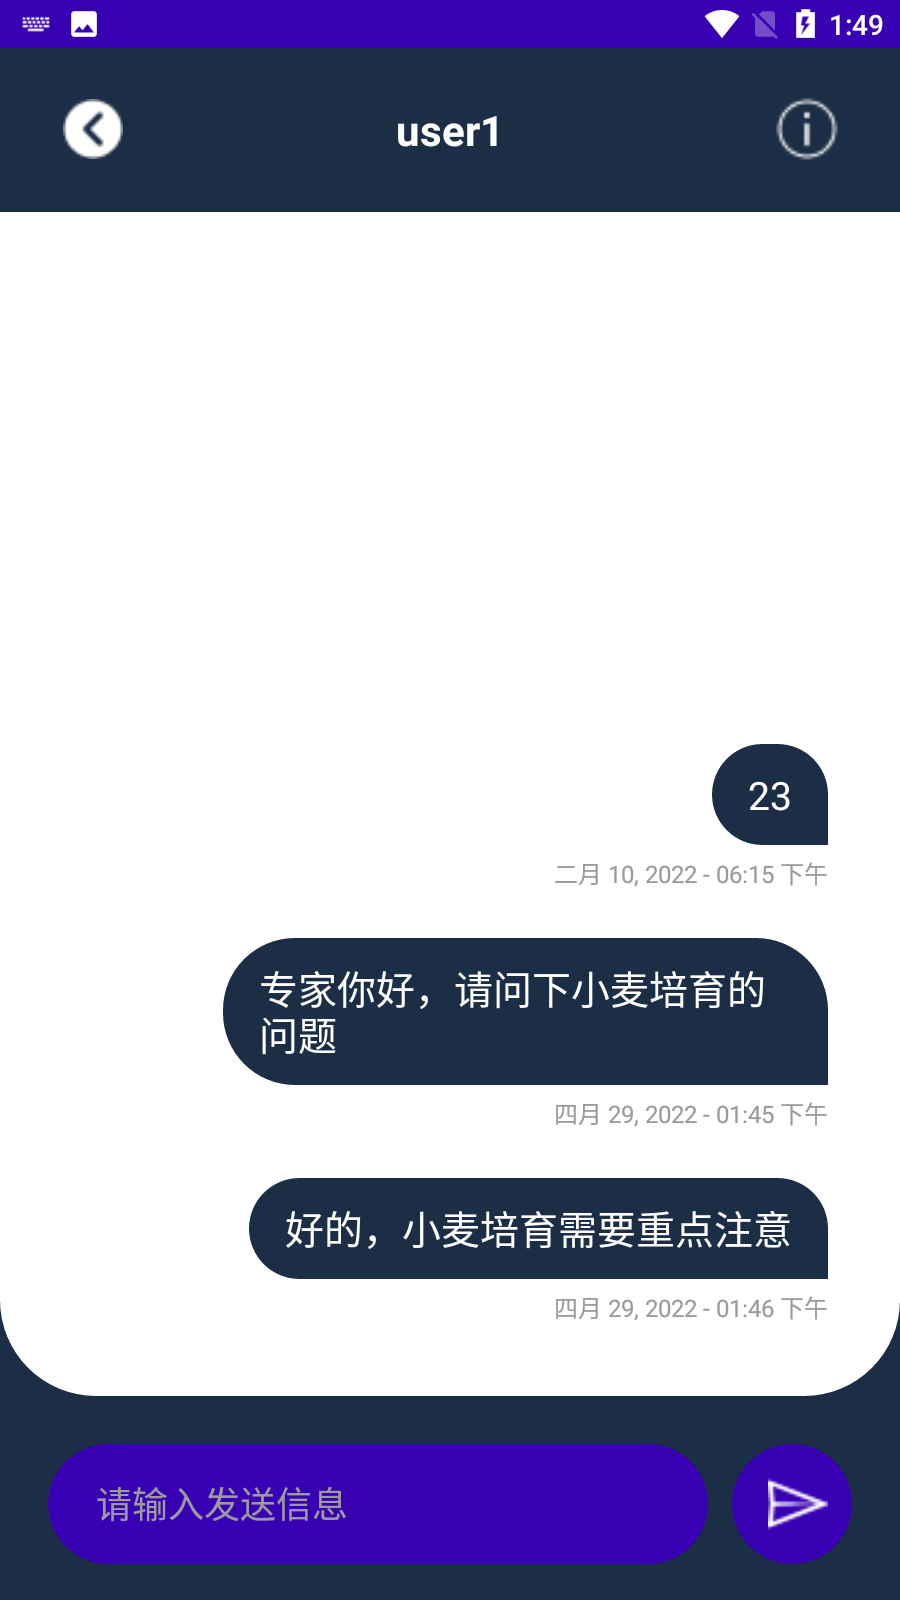 1:49
user1
23
二月 10, 2022 - 06:15 下午
专家你好，请问下小麦培育的
问题
四月 29, 2022 - 01:45 下午
好的，小麦培育需要重点注意
四月 29, 2022 - 01:46 下午
请输入发送信息